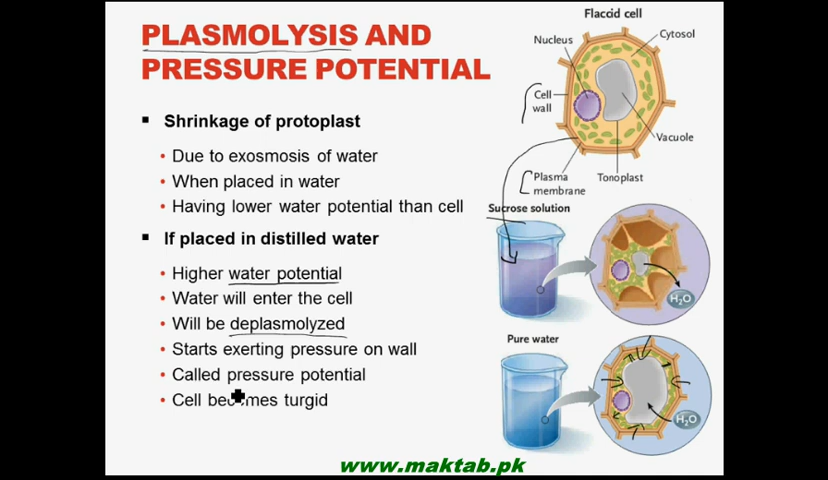 PLASMOLYSIS AND
PRESSURE POTENTIAL
Shrinkage of protoplast
Due to exosmosis of water
When placed in water
Having lower water potential than cell
If placed in distilled water
Higher water potential
Water will enter the cell
Will be deplasmolyzed
Starts exerting pressure on wall
Called pressure potential
Cell becomes turgid
Flaccid cell
Nucleus
Cytosol
Cell
wall
Vacuole
Plasma
membrane
Tonoplast
Sucrose solution
H₂O
Pure water
H₂O
www.maktab.pk